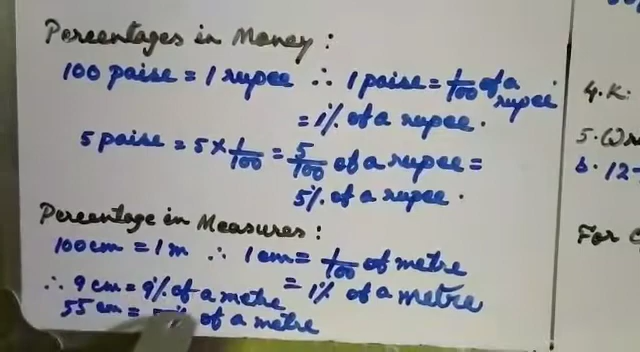 Percentages in Money :
100 paise = 1 rupee ∴ 1 paise = 1/100 of a rupee
= 1% of a rupee.
5 paise = 5 × 1/100 = 5/100 of a rupee =
5% of a rupee.
Percentage in Measures :
100cm = 1 m ∴ 1 cm = 1/100 of metre
= 1% of a metre
∴ 9 cm = 9% of a metre
55 cm = % of a metre
4. K.
5.
6. 12
For